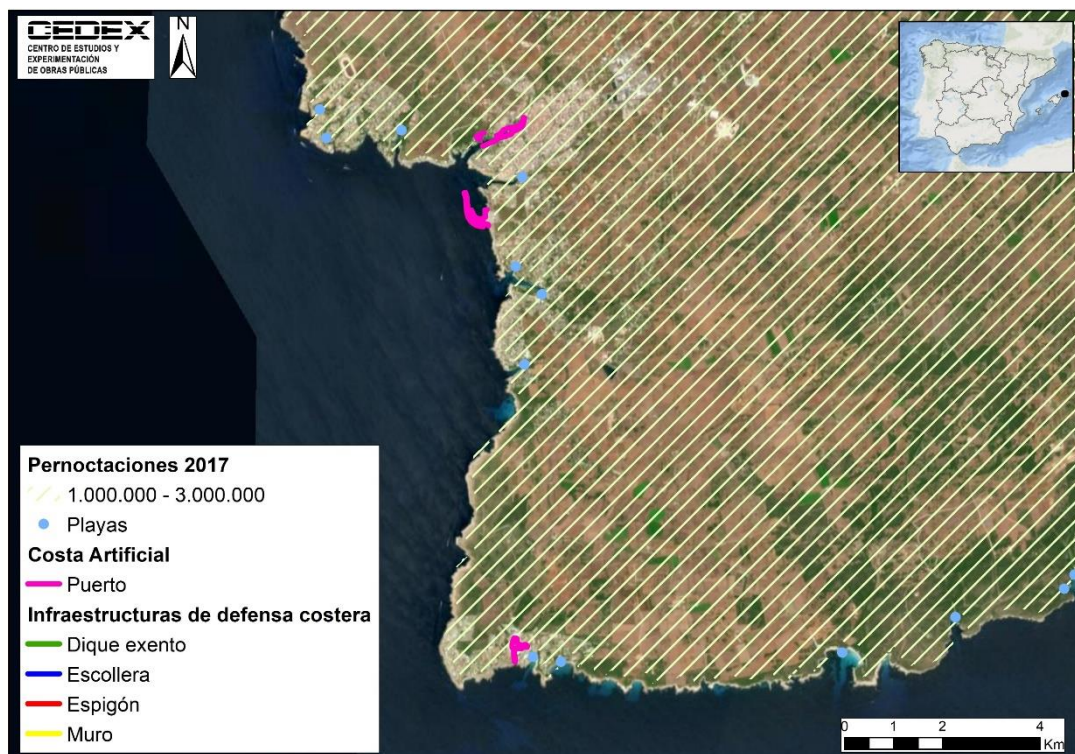 CEDEX
CENTRO DE ESTUDIOS Y
EXPERIMENTACIÓN
DE OBRAS PÚBLICAS
N
Pernoctaciones 2017
1.000.000 - 3.000.000
Playas
Costa Artificial
Puerto
Infraestructuras de defensa costera
Dique exento
Escollera
Espigón
Muro
0 1 2 4
Km